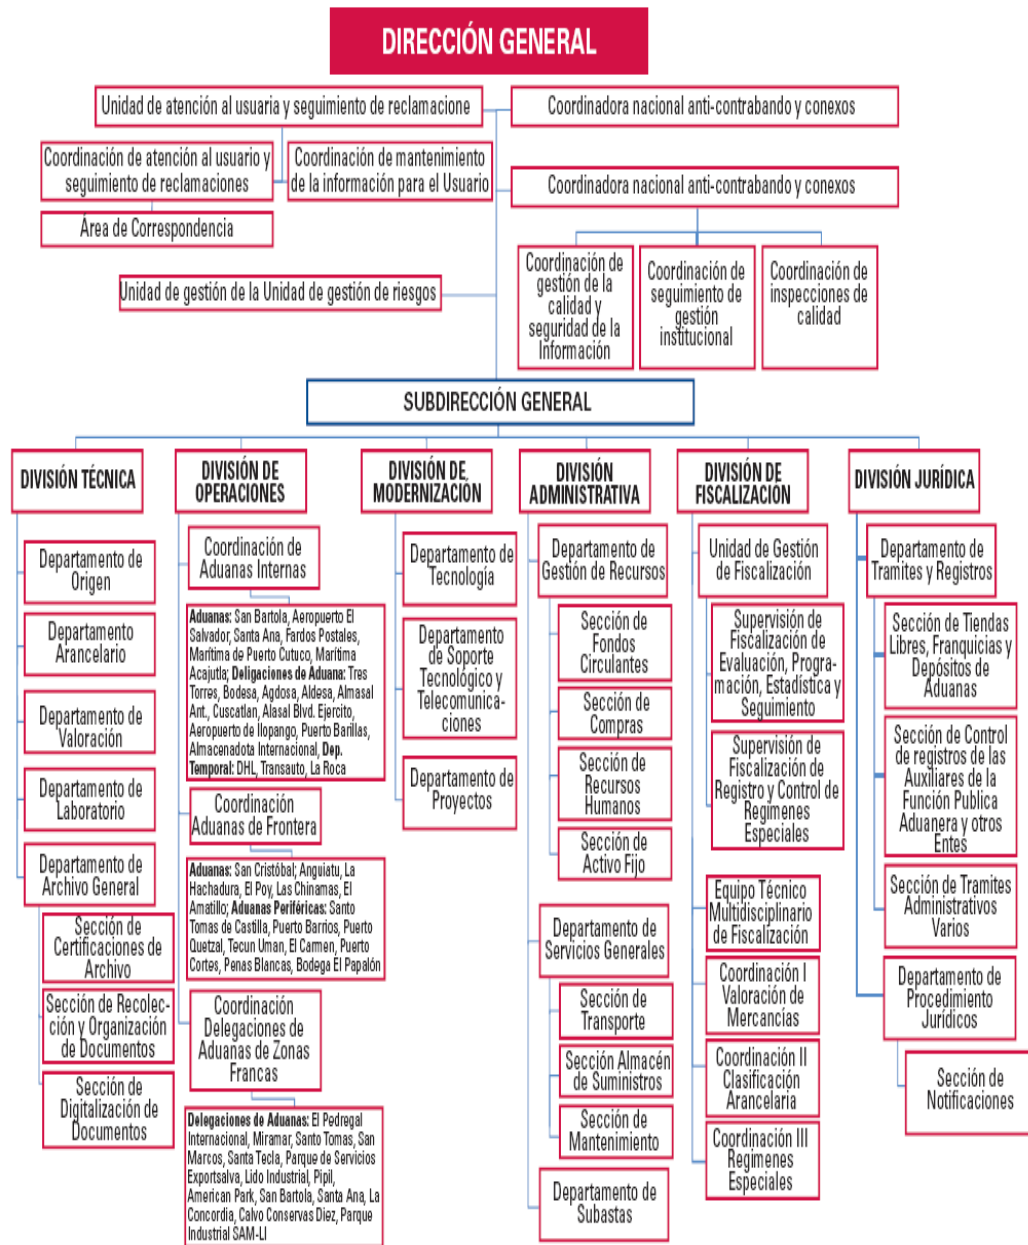 DIRECCIÓN GENERAL
Unidad de atención al usuaria y seguimiento de reclamacione
Coordinadora nacional anti-contrabando y conexos
Coordinación de atención al usuario y
seguimiento de reclamaciones
Coordinación de mantenimiento
de la información para el Usuario
Área de Correspondencia
Coordinadora nacional anti-contrabando y conexos
Coordinación de
gestión de la
calidad y
seguridad de la
Información
Coordinación de
seguimiento de
gestión
institucional
Coordinación de
inspecciones de
calidad
Unidad de gestión de la Unidad de gestión de riesgos
SUBDIRECCIÓN GENERAL
DIVISIÓN TÉCNICA
Departamento de
Origen
Departamento
Arancelario
Departamento de
Valoración
Departamento de
Laboratorio
Departamento de
Archivo General
Sección de
Certificaciones de
Archivo
Sección de Recolec-
ción y Organización
de Documentos
Sección de
Digitalización de
Documentos
DIVISIÓN DE
OPERACIONES
Coordinación de
Aduanas Internas
Aduanas: San Bartola, Aeropuerto El
Salvador, Santa Ana, Fardos Postales,
Marítima de Puerto Cutuco, Marítima
Acajutla; Deligaciones de Aduana: Tres
Torres, Bodesa, Agdosa, Aldesa, Almasal
Ant., Cuscatlan, Alasal Blvd. Ejercito,
Aeropuerto de Ilopango, Puerto Barillas,
Almacenadota Internacional, Dep.
Temporal: DHL, Transauto, La Roca
Coordinación
Aduanas de Frontera
Aduanas: San Cristóbal; Anguiatu, La
Hachadura, El Poy, Las Chinamas, El
Amatillo; Aduanas Periféricas: Santo
Tomas de Castilla, Puerto Barrios, Puerto
Quetzal, Tecun Uman, El Carmen, Puerto
Cortes, Penas Blancas, Bodega El Papalón
Coordinación
Delegaciones de
Aduanas de Zonas
Francas
Delegaciones de Aduanas: El Pedregal
Internacional, Miramar, Santo Tomas, San
Marcos, Santa Tecla, Parque de Servicios
Exportsalva, Lido Industrial, Pipil,
American Park, San Bartola, Santa Ana, La
Concordia, Calvo Conservas Diez, Parque
Industrial SAM-LI
DIVISIÓN DE
MODERNIZACIÓN
Departamento de
Tecnología
Departamento
de Soporte
Tecnológico y
Telecomunica-
ciones
Departamento de
Proyectos
DIVISIÓN
ADMINISTRATIVA
Departamento de
Gestión de Recursos
Sección de
Fondos
Circulantes
Sección de
Compras
Sección de
Recursos
Humanos
Sección de
Activo Fijo
Departamento de
Servicios Generales
Sección de
Transporte
Sección Almacén
de Suministros
Sección de
Mantenimiento
Departamento de
Subastas
DIVISIÓN DE
FISCALIZACIÓN
Unidad de Gestión
de Fiscalización
Supervisión de
Fiscalización de
Evaluación, Progra-
mación, Estadística y
Seguimiento
Supervisión de
Fiscalización de
Registro y Control de
Regimenes
Especiales
Equipo Técnico
Multidisciplinario
de Fiscalización
Coordinación I
Valoración de
Mercancías
Coordinación II
Clasificación
Arancelaria
Coordinación III
Regimenes
Especiales
DIVISIÓN JURÍDICA
Departamento de
Tramites y Registros
Sección de Tiendas
Libres, Franquicias y
Depósitos de
Aduanas
Sección de Control
de registros de las
Auxiliares de la
Función Publica
Aduanera y otros
Entes
Sección de Tramites
Administrativos
Varios
Departamento de
Procedimiento
Jurídicos
Sección de
Notificaciones